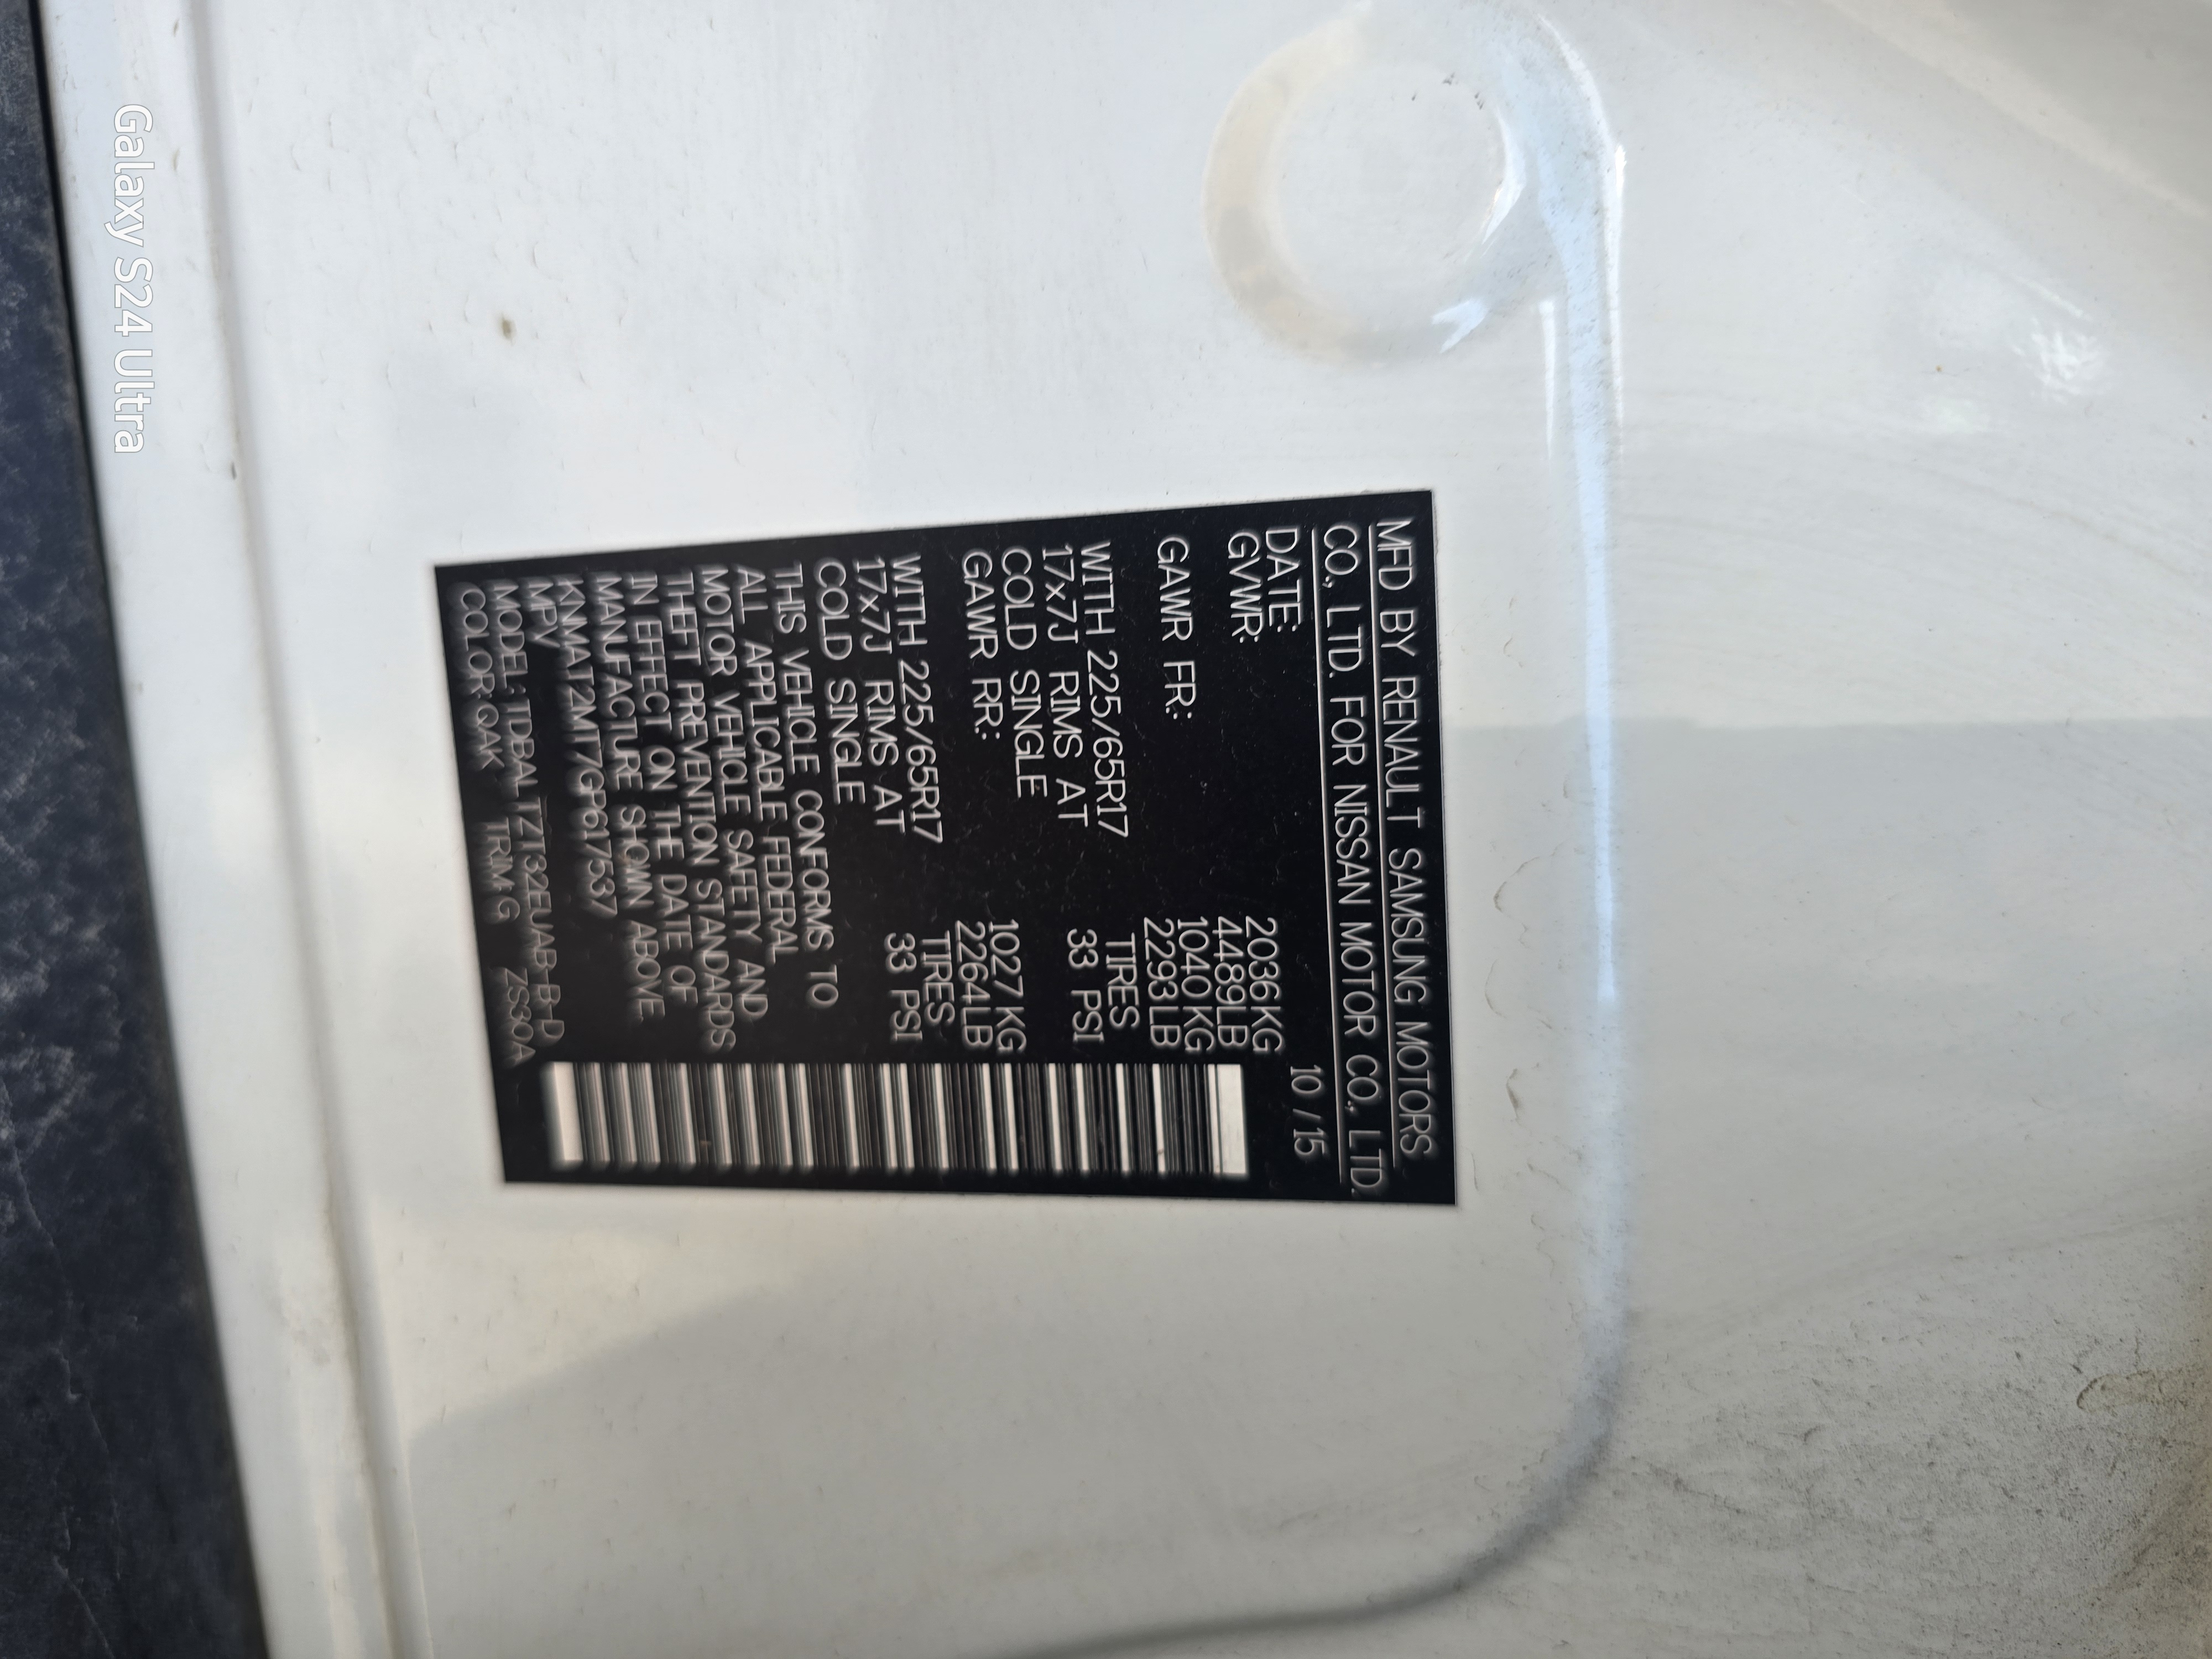 MFD BY RENAULT SAMSUNG MOTORS
CO., LTD. FOR NISSAN MOTOR CO., LTD.
DATE: 10 / 15
GVWR: 2036KG
4489LB
GAWR FR: 1040KG
2293LB
WITH 225/65R17 TIRES
17x7J RIMS AT 33 PSI
COLD SINGLE
GAWR RR: 1027KG
2264LB
WITH 225/65R17 TIRES
17x7J RIMS AT 33 PSI
COLD SINGLE
THIS VEHICLE CONFORMS TO
ALL APPLICABLE FEDERAL
MOTOR VEHICLE SAFETY AND
THEFT PREVENTION STANDARDS
IN EFFECT ON THE DATE OF
MANUFACTURE SHOWN ABOVE
KNMAT2MT7GP617537
MPV
MODEL: TDBALTZT32EUAB-B-D
COLOR:QAK TRIM:G ZS30A
Galaxy S24 Ultra